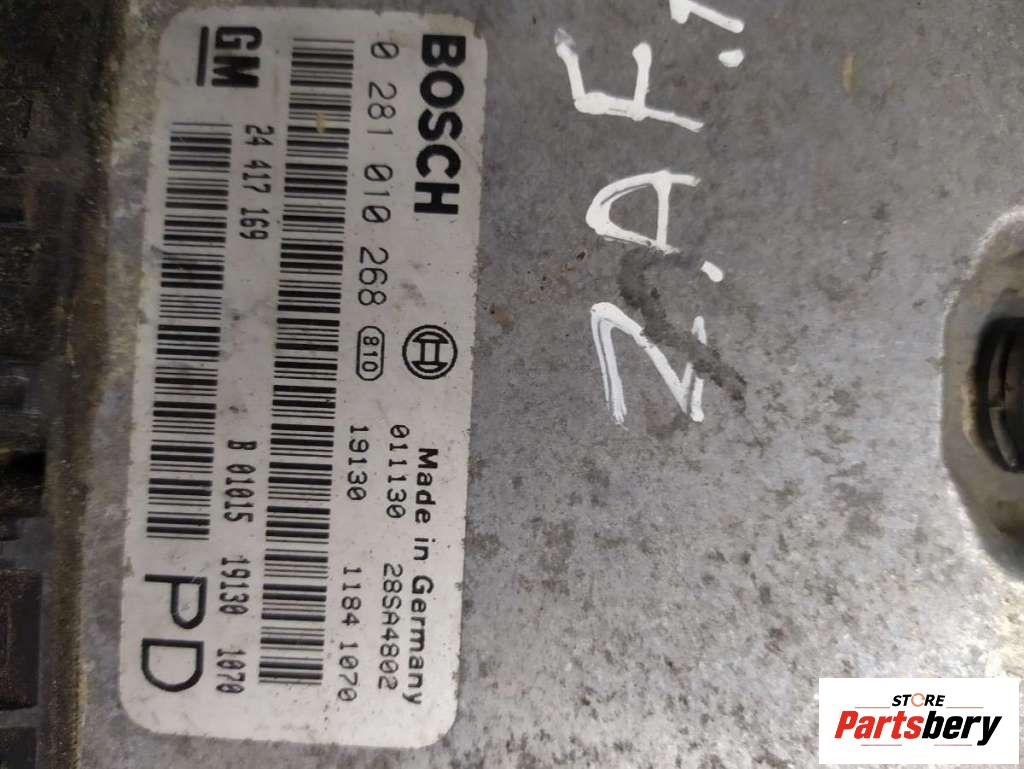 BOSCH
0 281 010 268 810
Made in Germany
011130 28SA4802
19130 1184 1070
GM
24 417 169
B 01015 19130 1070
PD
Z.AF.
STORE
Partsbery